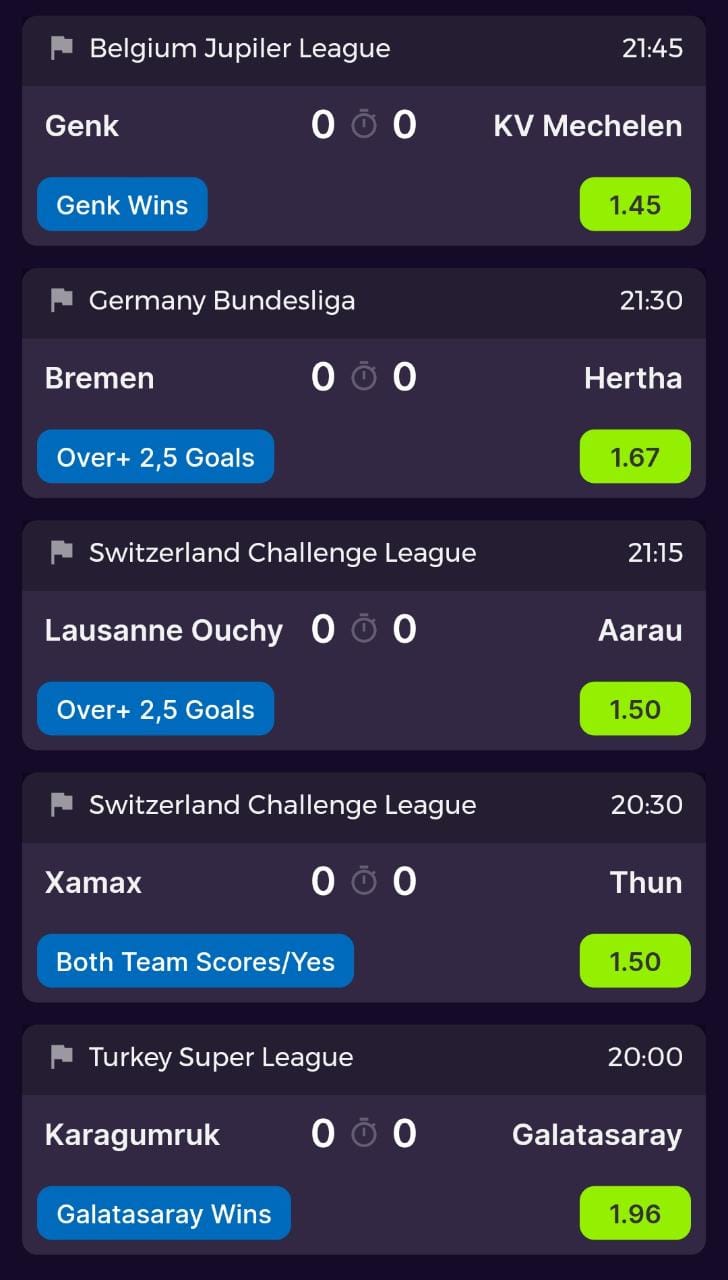 Belgium Jupiler League 21:45
Genk 0 0 KV Mechelen
Genk Wins 1.45
Germany Bundesliga 21:30
Bremen 0 0 Hertha
Over+ 2,5 Goals 1.67
Switzerland Challenge League 21:15
Lausanne Ouchy 0 0 Aarau
Over+ 2,5 Goals 1.50
Switzerland Challenge League 20:30
Xamax 0 0 Thun
Both Team Scores/Yes 1.50
Turkey Super League 20:00
Karagumruk 0 0 Galatasaray
Galatasaray Wins 1.96